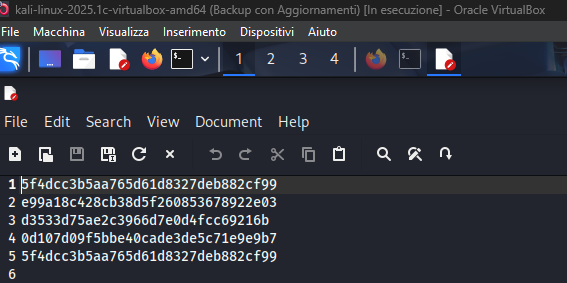 kali-linux-2025.1c-virtualbox-amd64 (Backup con Aggiornamenti) [In esecuzione] - Oracle VirtualBox
File Macchina Visualizza Inserimento Dispositivi Aiuto
1 2 3 4
File Edit Search View Document Help
1 5f4dcc3b5aa765d61d8327deb882cf99
2 e99a18c428cb38d5f260853678922e03
3 d3533d75ae2c3966d7e0d4fcc69216b
4 0d107d09f5bbe40cade3de5c71e9e9b7
5 5f4dcc3b5aa765d61d8327deb882cf99
6